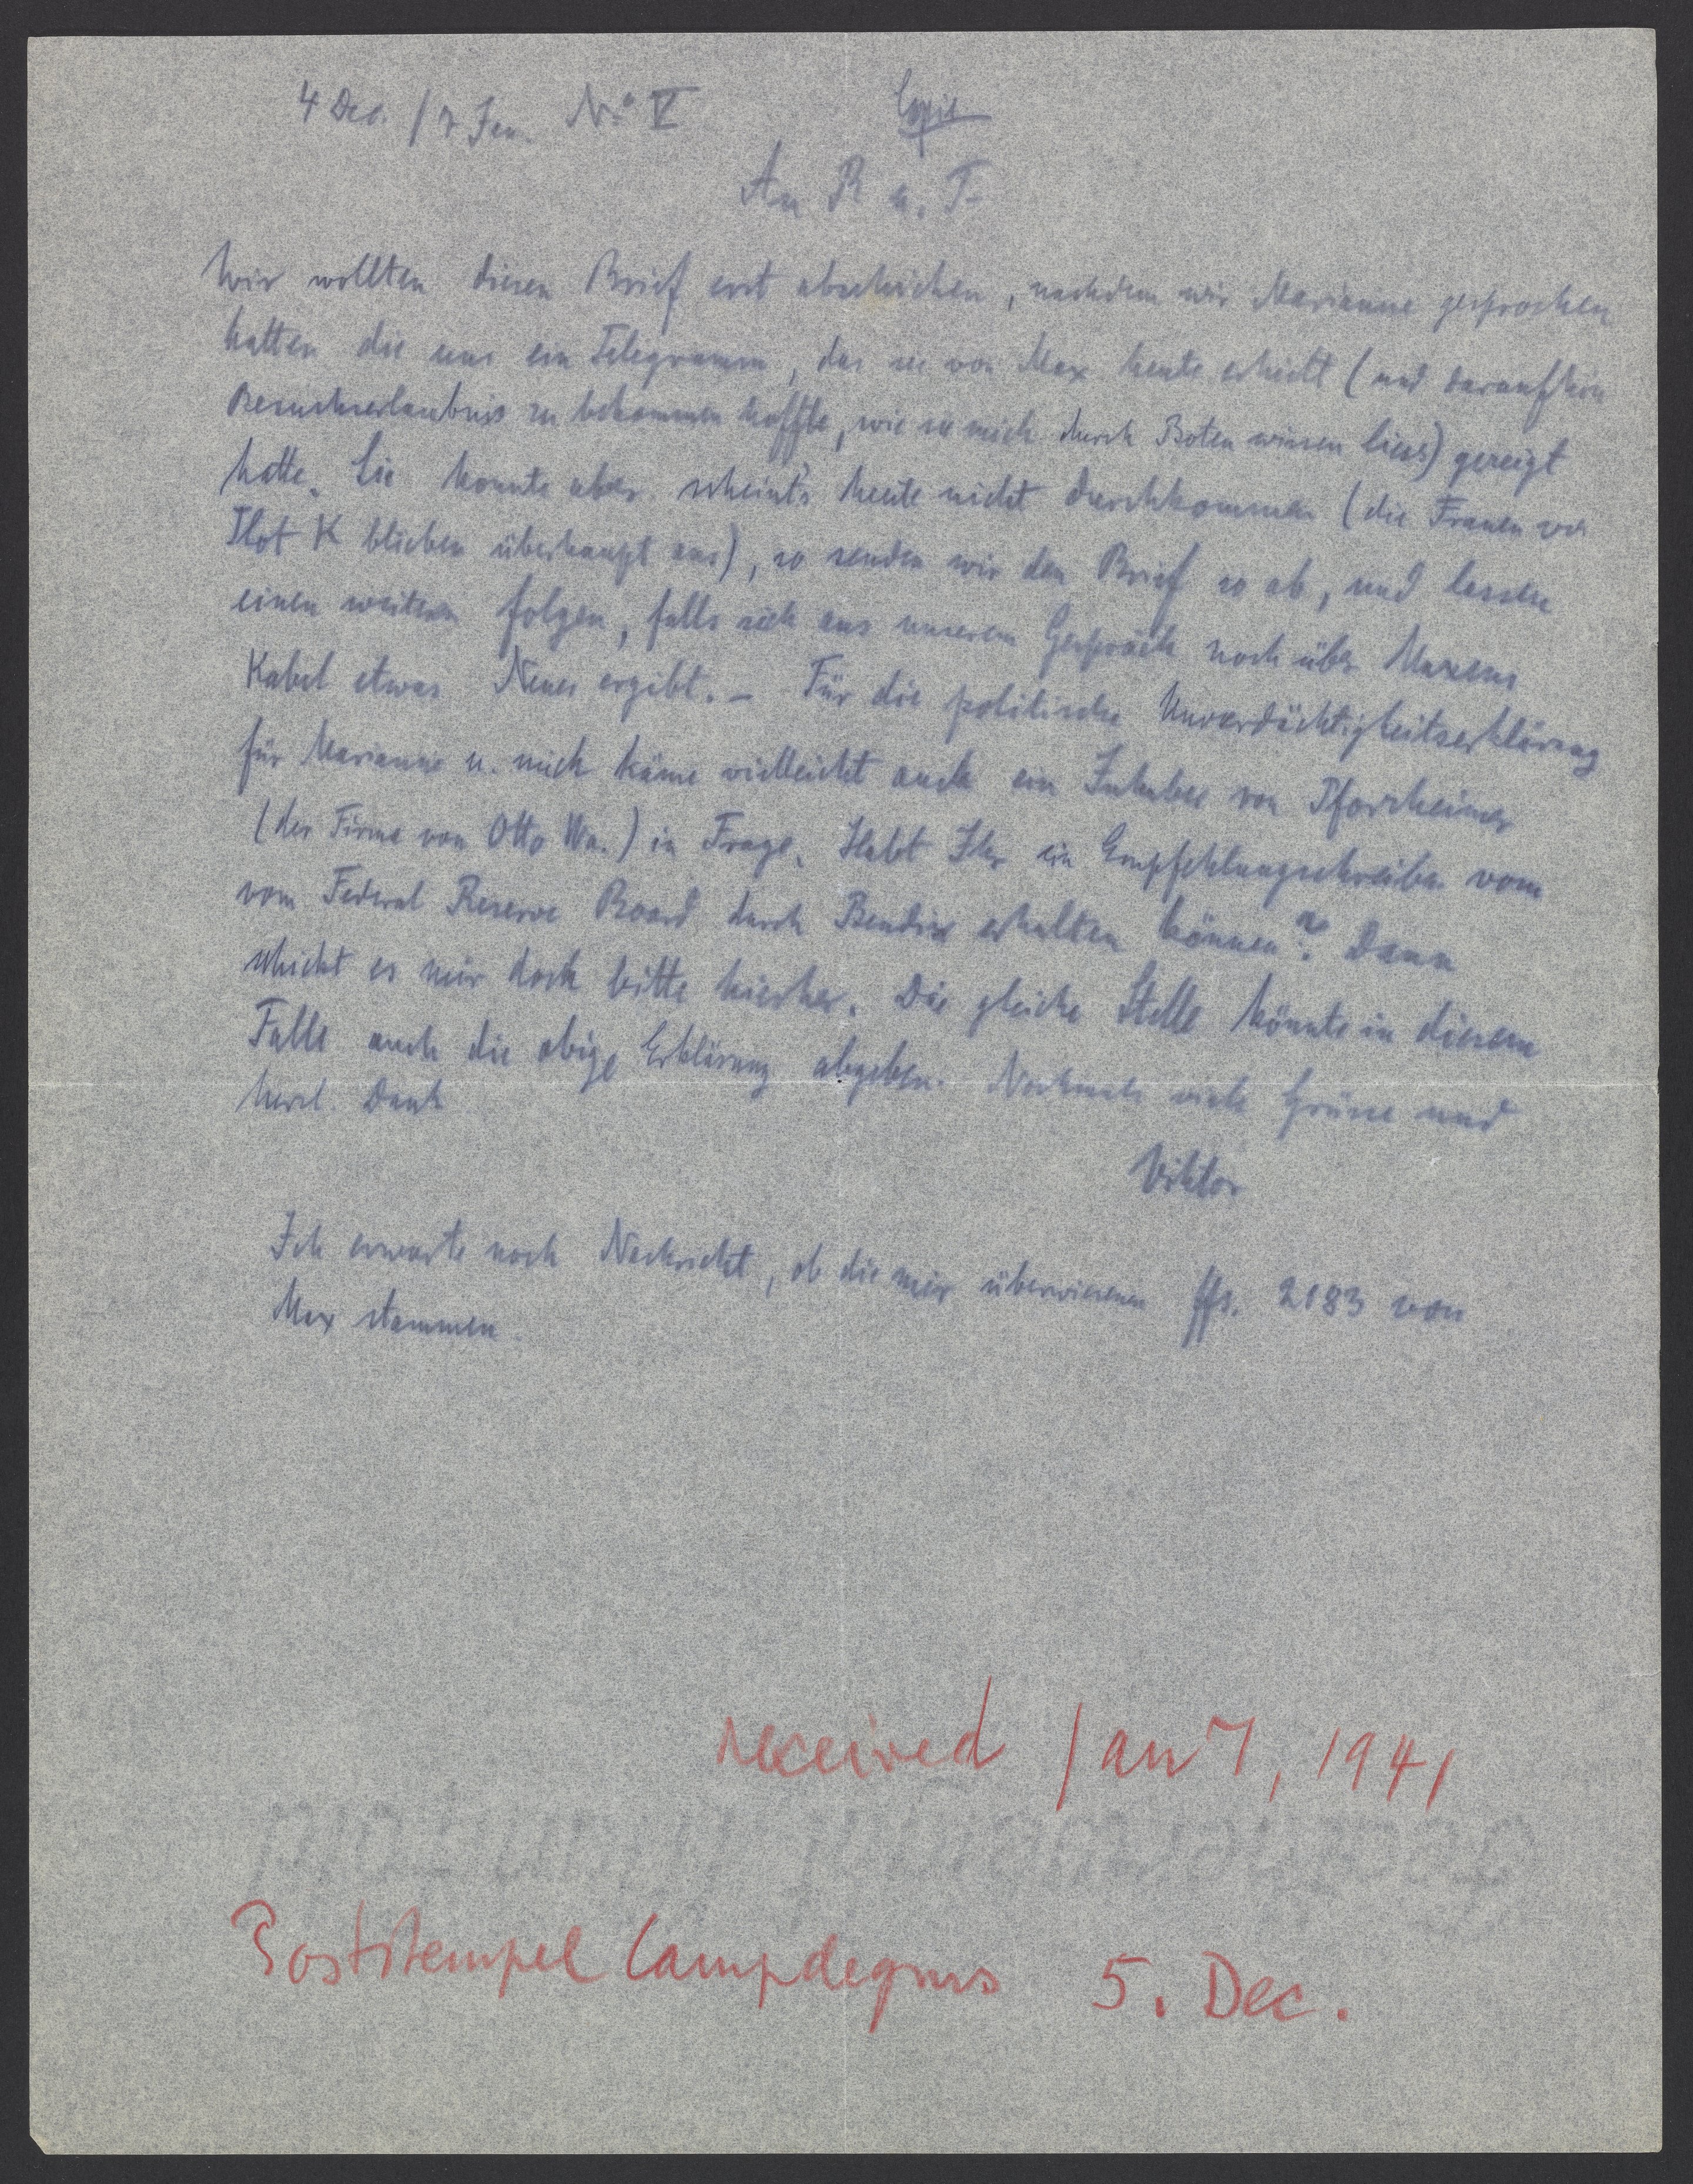 4 Dec. / 7 Jan. No V Copie
An R u. F
Wir wollten diesen Brief erst abschicken, nachdem wir Marianne gesprochen
hatten die uns ein Telegramm, das sie von Max heute erhielt (und daraufhin
Besuchserlaubnis zu bekommen hoffte, wie sie mich durch Boten wissen liess) gezeigt
hatte. Sie konnte aber scheint's heute nicht durchkommen (die Frauen von
Ilot K blieben überhaupt aus), so senden wir den Brief so ab, und lassen
einen weitern folgen, falls sich aus unserem Gespräch noch über Maxens
Kabel etwas Neues ergibt. – Für die politische Unverdächtigkeitserklärung
für Marianne u. mich käme vielleicht auch ein Inhaber von Pforzheimer
(der Firma von Otto Wa.) in Frage. Habt Ihr ein Empfehlungsschreiben vom
vom Federal Reserve Board durch Bendix erhalten können? Dann
schickt es mir doch bitte hierher. Die gleiche Stelle könnte in diesem
Falle auch die obige Erklärung abgeben. Nochmals viele Grüsse und
herzl. Dank
Viktor
Ich erwarte noch Nachricht, ob die mir überwiesenen ffs. 2183 von
Max stammen.
received Jan 7, 1941
Poststempel Campdegurs 5. Dec.